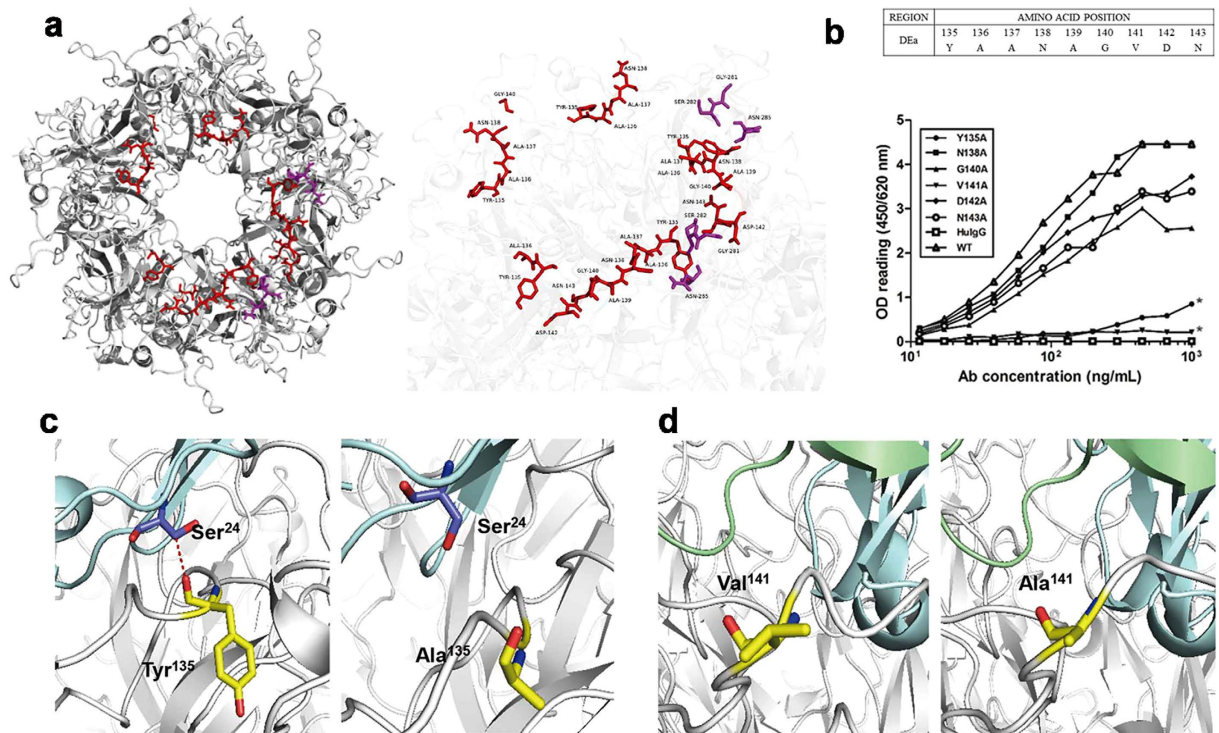 a
ASN-138
GLY-140
TYR-135
ALA-137
ALA-136
ASN-138
ALA-137
ALA-136
TYR-135
GLY-281
SER-282
ASN-285
TYR-135
ALA-137
ASN-138
ALA-136
ALA-139
GLY-140
ASN-143
TYR-135
SER-282
ASP-142
ALA-137
GLY-281
ALA-136
ASN-138
ALA-136
TYR-135
GLY-140
ASN-143
ASN-285
ALA-139
ASP-142
b
REGION AMINO ACID POSITION
DEa 135 136 137 138 139 140 141 142 143
Y A A N A G V D N
OD reading (450/620 nm)
5
4
3
2
1
0
Y135A
N138A
G140A
V141A
D142A
N143A
HuIgG
WT
*
*
10¹ 10² 10³
Ab concentration (ng/mL)
c
Ser²⁴
Tyr¹³⁵
Ser²⁴
Ala¹³⁵
d
Val¹⁴¹
Ala¹⁴¹